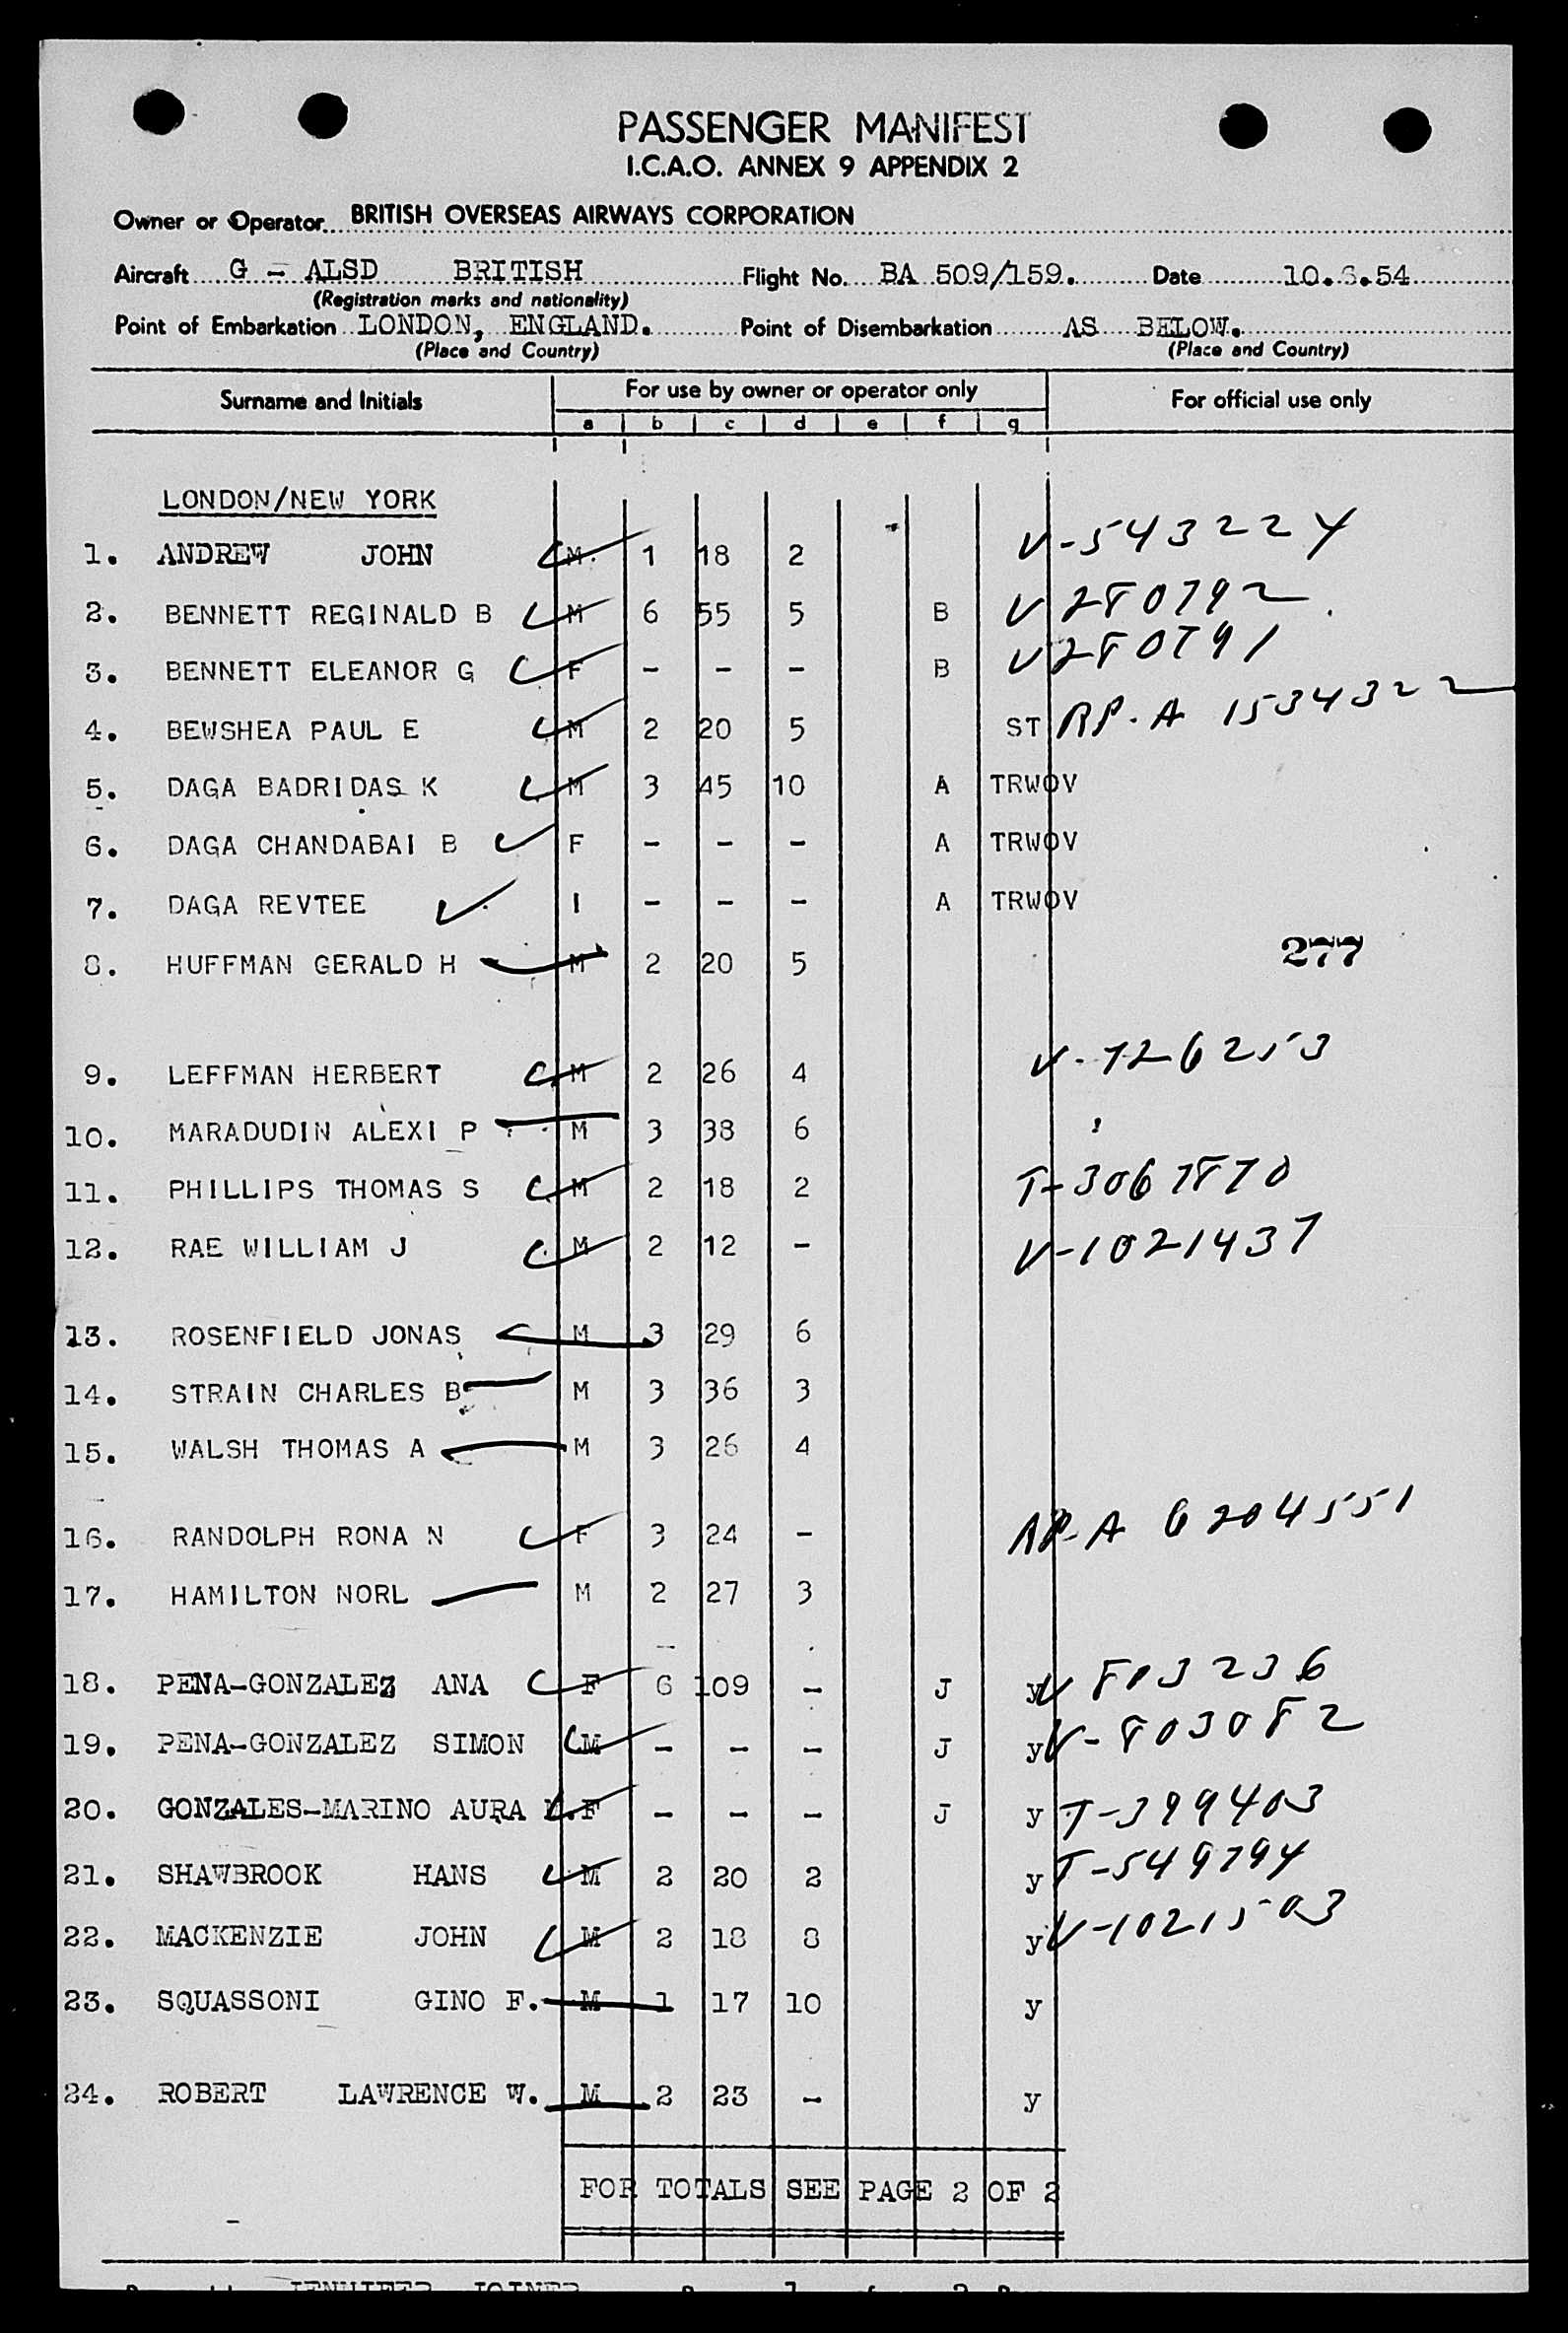 PASSENGER MANIFEST
I.C.A.O. ANNEX 9 APPENDIX 2
Owner or Operator BRITISH OVERSEAS AIRWAYS CORPORATION
Aircraft G - ALSD BRITISH Flight No. BA 509/159. Date 10.6.54
(Registration marks and nationality)
Point of Embarkation LONDON, ENGLAND. Point of Disembarkation AS BELOW.
(Place and Country) (Place and Country)
Surname and Initials For use by owner or operator only For official use only
a b c d e f g
LONDON/NEW YORK
1. ANDREW JOHN M. 1 18 2 V-543224
2. BENNETT REGINALD B M 6 55 5 B V 280792
3. BENNETT ELEANOR G F - - - B V 280791
4. BEWSHEA PAUL E M 2 20 5 ST RP-A 1534322
5. DAGA BADRIDAS K M 3 45 10 A TRWOV
6. DAGA CHANDABAI B F - - - A TRWOV
7. DAGA REVTEE I - - - A TRWOV
8. HUFFMAN GERALD H M 2 20 5 277
9. LEFFMAN HERBERT M 2 26 4 V-726253
10. MARADUDIN ALEXI P M 3 38 6
11. PHILLIPS THOMAS S M 2 18 2 T-3067870
12. RAE WILLIAM J M 2 12 - V-1021437
13. ROSENFIELD JONAS M 3 29 6
14. STRAIN CHARLES B M 3 36 3
15. WALSH THOMAS A M 3 26 4
16. RANDOLPH RONA N F 3 24 - RP-A 6204551
17. HAMILTON NORL M 2 27 3
18. PENA-GONZALEZ ANA F 6 109 - J y V 803236
19. PENA-GONZALEZ SIMON M - - - J y V-803082
20. GONZALES-MARINO AURA M. F - - - J y T-399403
21. SHAWBROOK HANS M 2 20 2 y T-549794
22. MACKENZIE JOHN M 2 18 8 y V-1021503
23. SQUASSONI GINO F. M 1 17 10 y
24. ROBERT LAWRENCE W. M 2 23 - y
FOR TOTALS SEE PAGE 2 OF 2